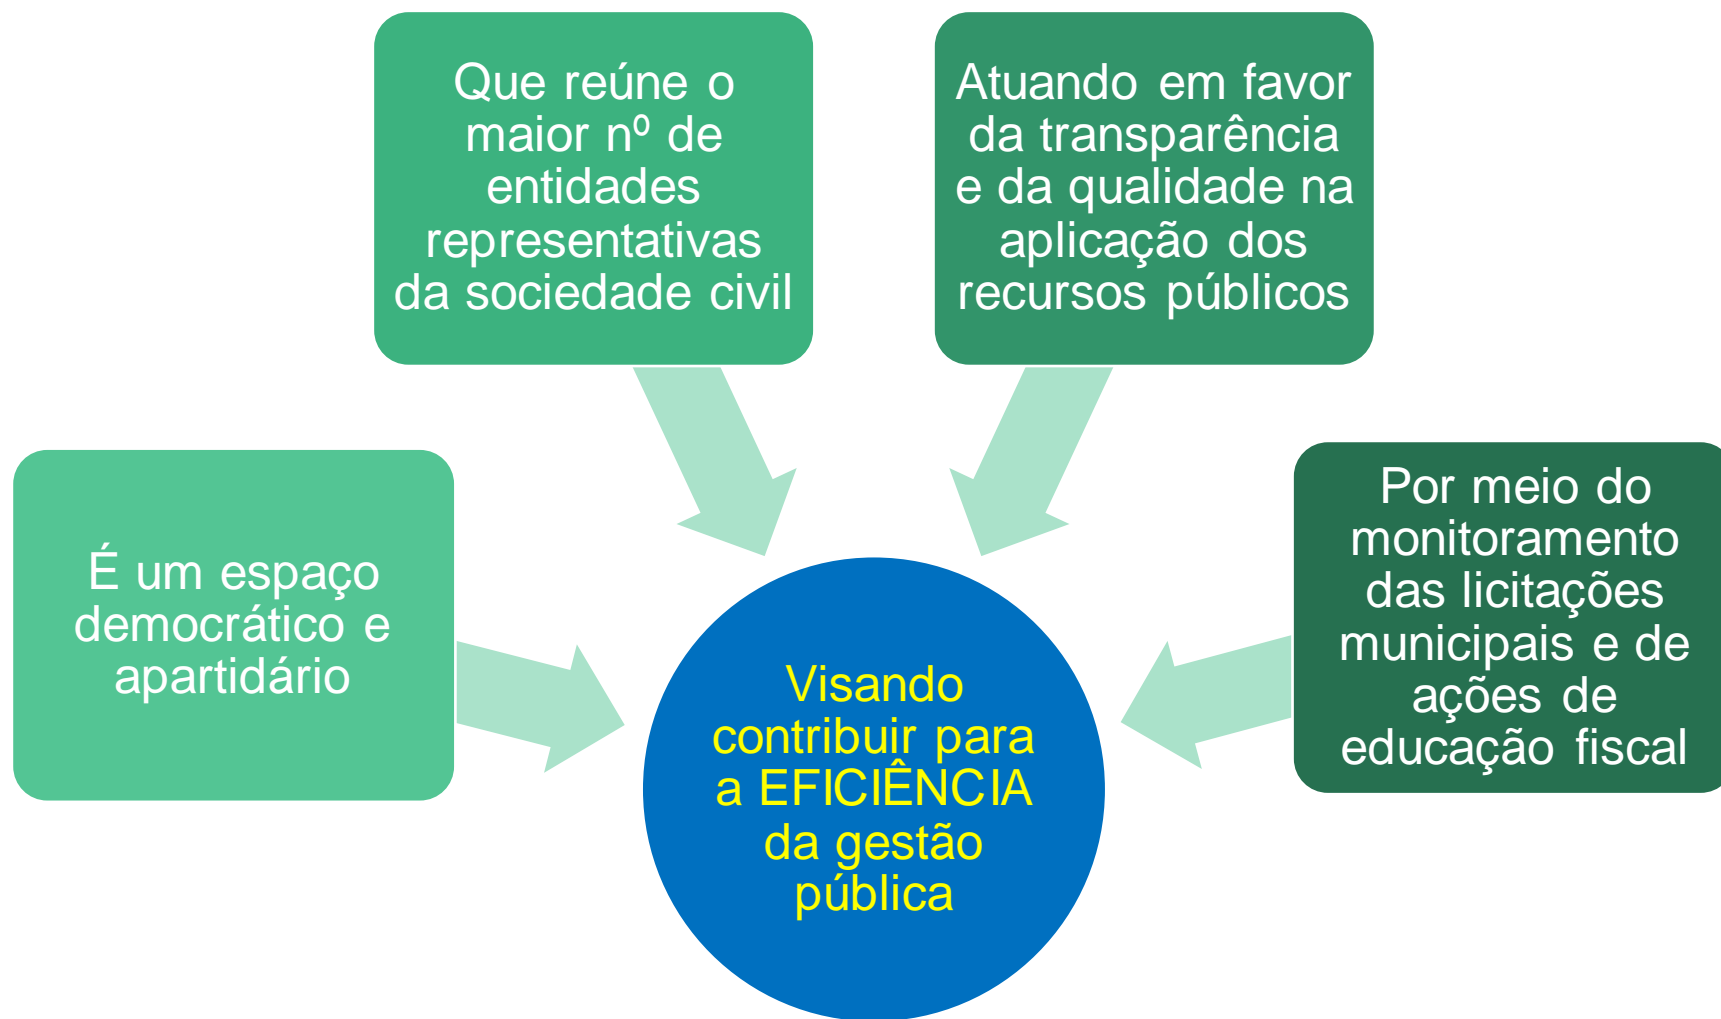 Que reúne o
maior nº de
entidades
representativas
da sociedade civil
Atuando em favor
da transparência
e da qualidade na
aplicação dos
recursos públicos
É um espaço
democrático e
apartidário
Por meio do
monitoramento
das licitações
municipais e de
ações de
educação fiscal
Visando
contribuir para
a EFICIÊNCIA
da gestão
pública